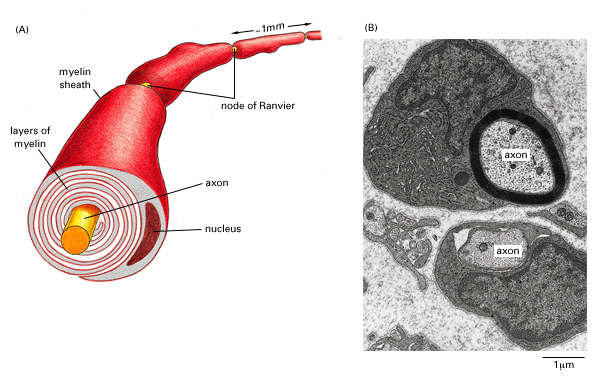 (A)
~1mm
myelin
sheath
node of Ranvier
layers of
myelin
axon
nucleus
(B)
axon
axon
1μm